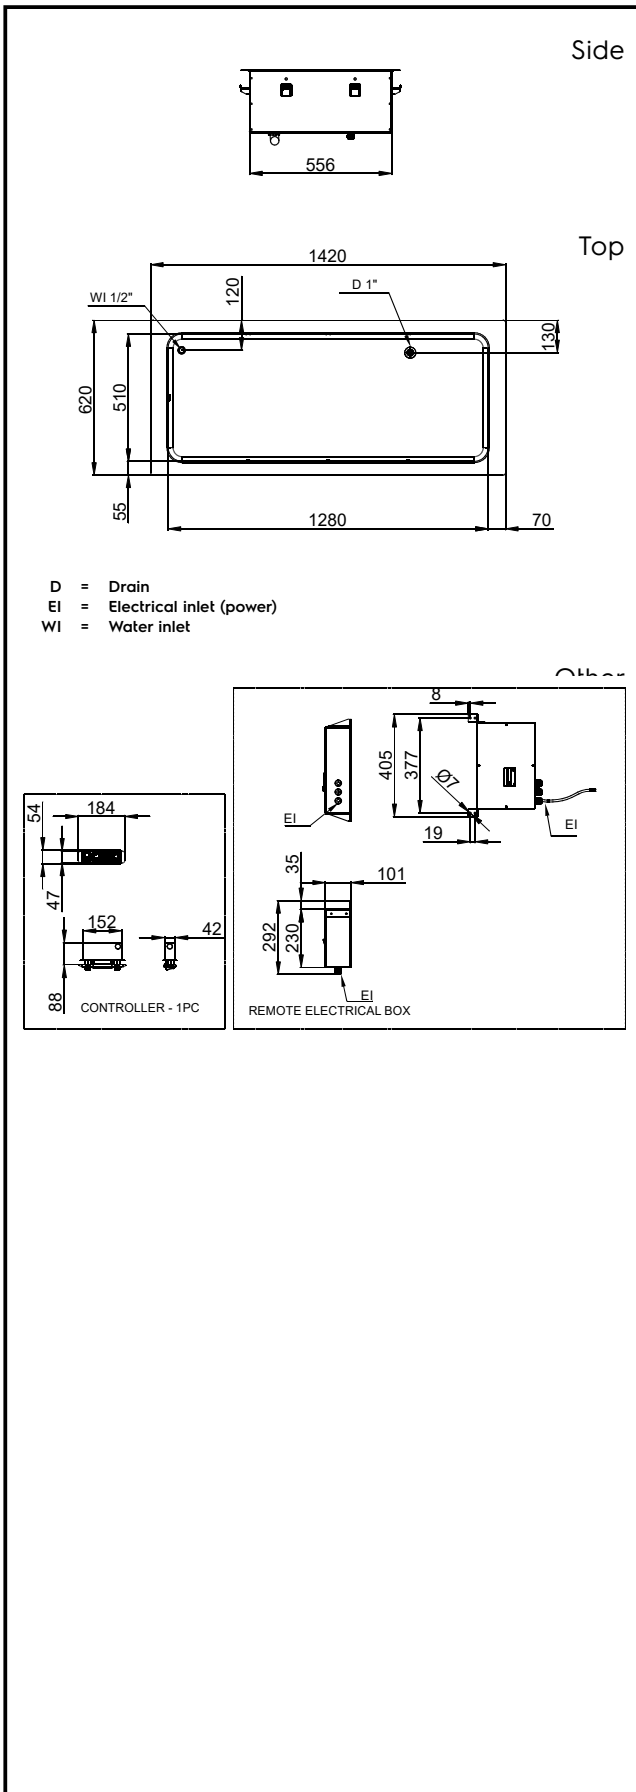 Side
556
Top
1420
WI 1/2"
120
D 1"
130
620
510
55
1280
70
D = Drain
EI = Electrical inlet (power)
WI = Water inlet
Other
8
405
377
Ø7
EI
EI
19
54
184
47
35
101
152
42
292
230
88
EI
CONTROLLER - 1PC
REMOTE ELECTRICAL BOX